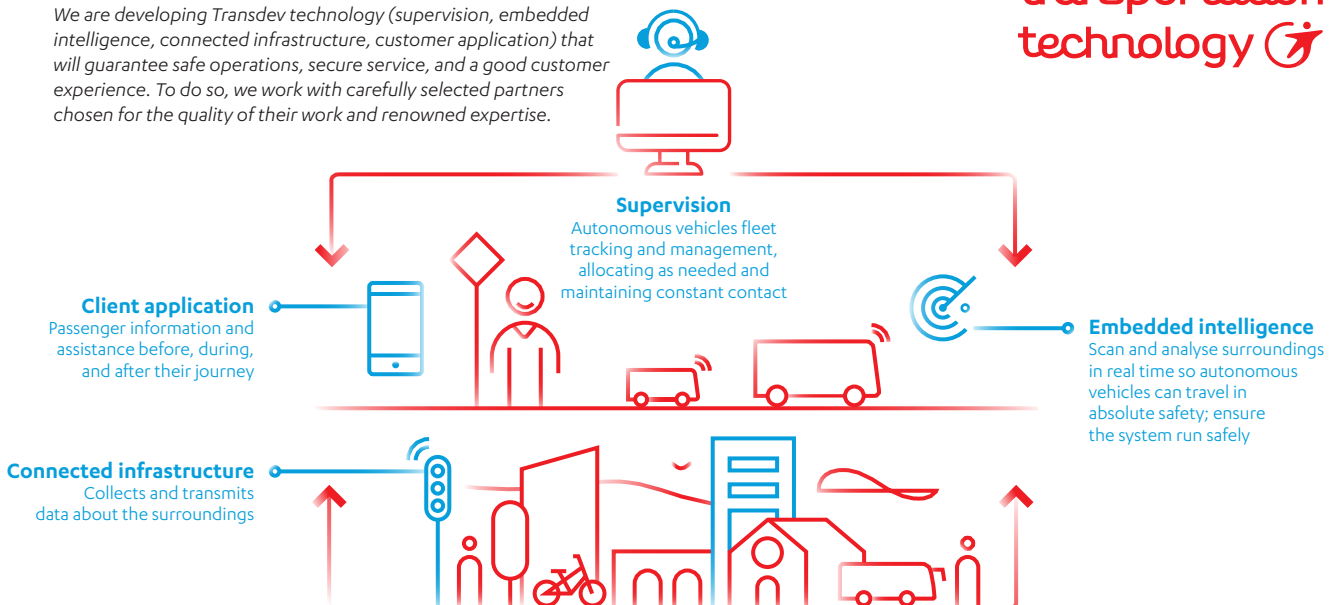 We are developing Transdev technology (supervision, embedded
intelligence, connected infrastructure, customer application) that
will guarantee safe operations, secure service, and a good customer
experience. To do so, we work with carefully selected partners
chosen for the quality of their work and renowned expertise.
technology
Supervision
Autonomous vehicles fleet
tracking and management,
allocating as needed and
maintaining constant contact
Client application
Passenger information and
assistance before, during,
and after their journey
Embedded intelligence
Scan and analyse surroundings
in real time so autonomous
vehicles can travel in
absolute safety; ensure
the system run safely
Connected infrastructure
Collects and transmits
data about the surroundings